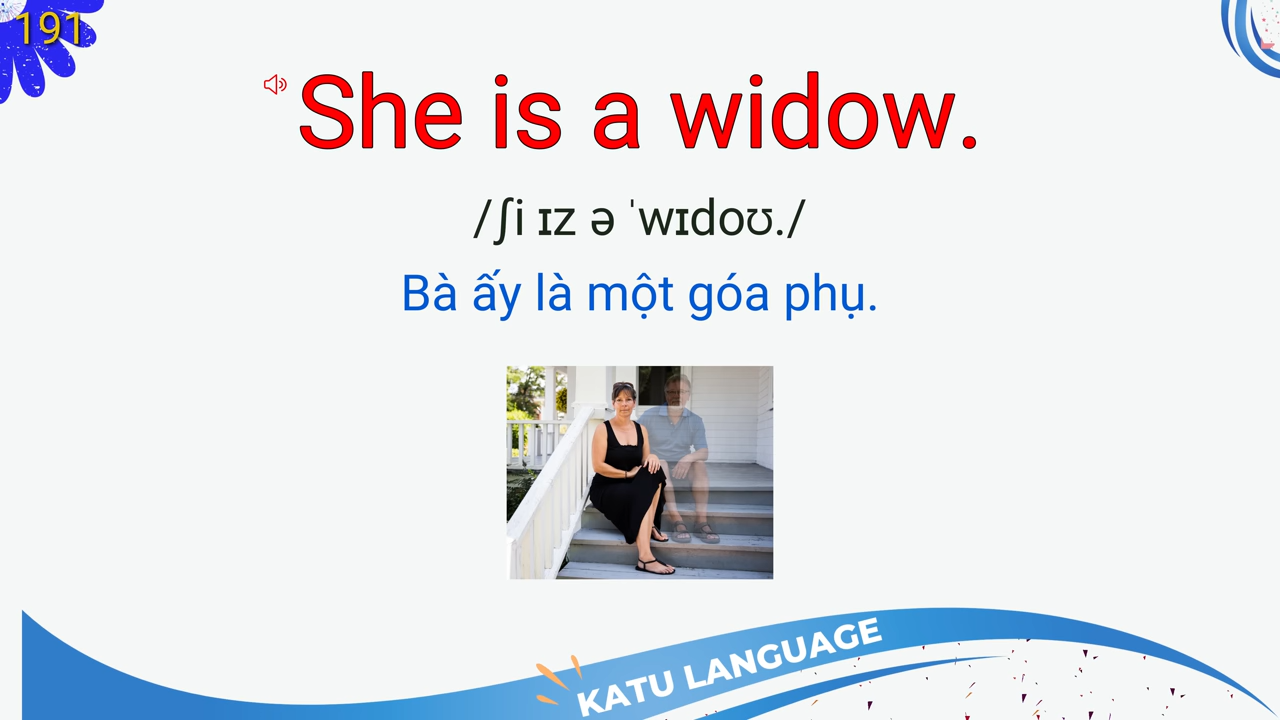 191
She is a widow.
/ʃi ɪz ə ˈwɪdoʊ./
Bà ấy là một góa phụ.
KATU LANGUAGE